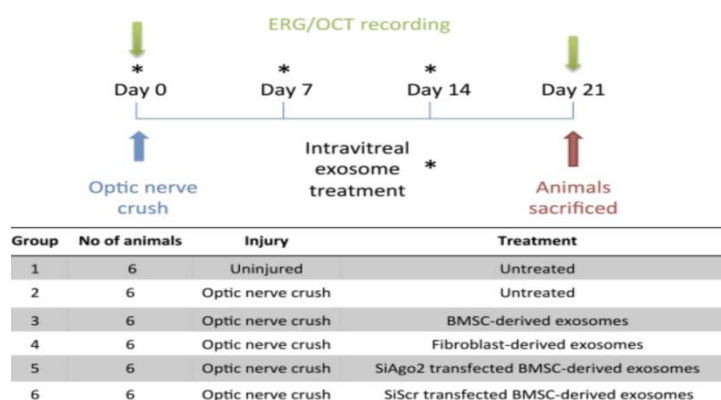 ERG/OCT recording
* * *
Day 0 Day 7 Day 14 Day 21
Intravitreal
exosome
treatment *
Optic nerve
crush
Animals
sacrificed
Group No of animals Injury Treatment
1 6 Uninjured Untreated
2 6 Optic nerve crush Untreated
3 6 Optic nerve crush BMSC-derived exosomes
4 6 Optic nerve crush Fibroblast-derived exosomes
5 6 Optic nerve crush SiAgo2 transfected BMSC-derived exosomes
6 6 Optic nerve crush SiScr transfected BMSC-derived exosomes